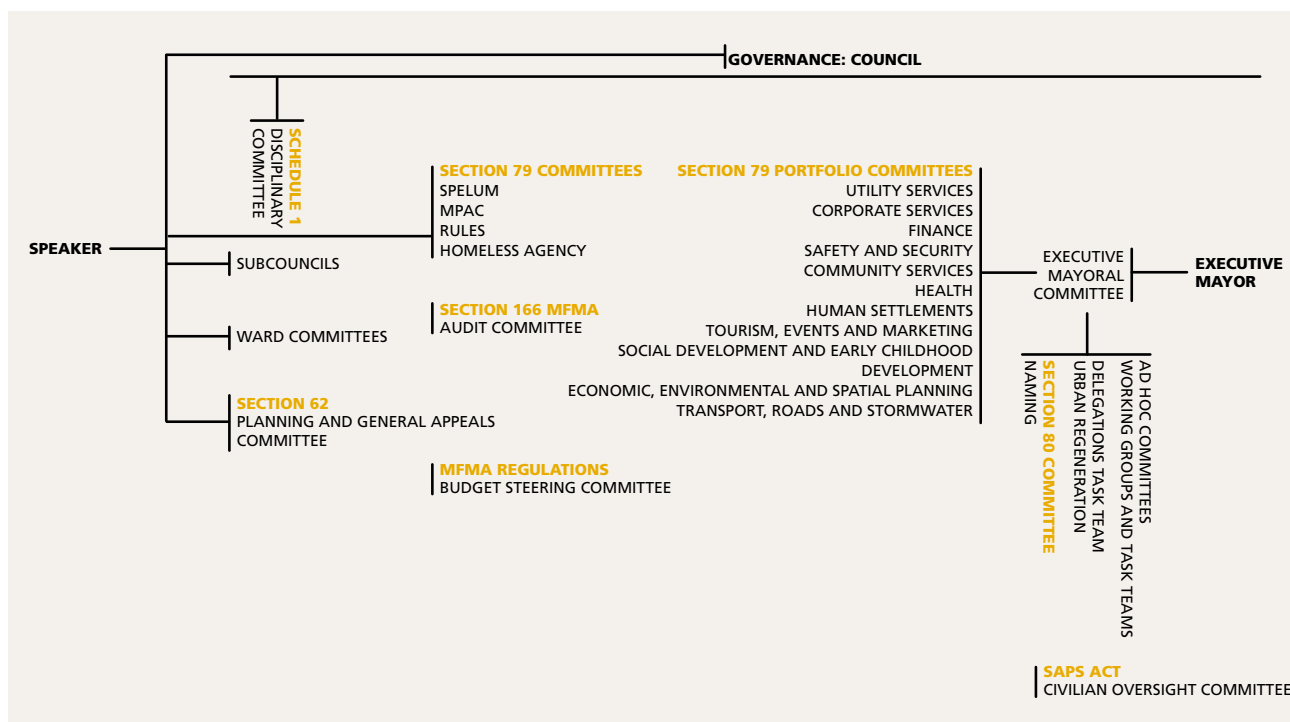 GOVERNANCE: COUNCIL
SCHEDULE 1
DISCIPLINARY
COMMITTEE
SPEAKER
SUBCOUNCILS
WARD COMMITTEES
SECTION 62
PLANNING AND GENERAL APPEALS
COMMITTEE
SECTION 79 COMMITTEES
SPELUM
MPAC
RULES
HOMELESS AGENCY
SECTION 166 MFMA
AUDIT COMMITTEE
MFMA REGULATIONS
BUDGET STEERING COMMITTEE
SECTION 79 PORTFOLIO COMMITTEES
UTILITY SERVICES
CORPORATE SERVICES
FINANCE
SAFETY AND SECURITY
COMMUNITY SERVICES
HEALTH
HUMAN SETTLEMENTS
TOURISM, EVENTS AND MARKETING
SOCIAL DEVELOPMENT AND EARLY CHILDHOOD
DEVELOPMENT
ECONOMIC, ENVIRONMENTAL AND SPATIAL PLANNING
TRANSPORT, ROADS AND STORMWATER
EXECUTIVE
MAYORAL
COMMITTEE
EXECUTIVE
MAYOR
AD HOC COMMITTEES
WORKING GROUPS AND TASK TEAMS
DELEGATIONS TASK TEAM
URBAN REGENERATION
SECTION 80 COMMITTEE
NAMING
SAPS ACT
CIVILIAN OVERSIGHT COMMITTEE